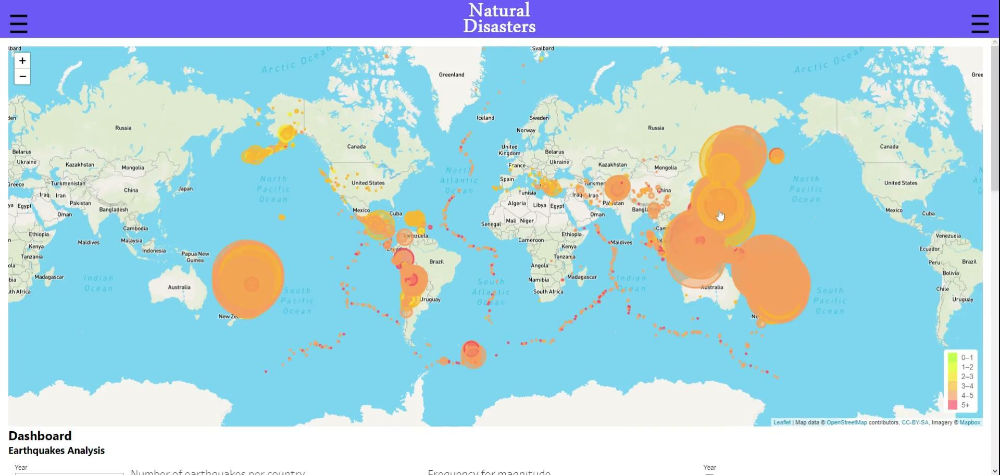 Natural
Disasters
lbard
Svalbard
Arctic Ocean
Arctic Ocean
+
−
Greenland
Gree
Iceland
Sweden
Russia
Norway
Russia
den
Canada
United
Kingdom
Belarus
Canada
Belarus
Ukraine
Kazakhstan
Mongolia
France
Ukraine
Kazakhstan
Mongolia
North
Pacific
Ocean
North
Atlantic
Ocean
North
Pacific
Ocean
Greece
Turkmenistan
China
Japan
United States
Spain
Tunisia
Turkmen
China
United States
Iraq
Iran
Pakistan
Iraq
Iran
Pakistan
ya
Egypt
Bangladesh
Algeria
Libya
Egypt
Oman
Mexico
Cuba
Oman
Mexico
Cuba
Mali
Niger
Senegal
Cambodia
Ethiopia
Maldives
Malaysia
Venezuela
Cameroon
Ethiopia
Maldives
Venezuela
Kenya
Indonesia
Kenya
Ecuador
Tanzania
Papua New
Guinea
Brazil
Tanzania
Peru
Brazil
Angola
Madagascar
Indian
Ocean
Namibia
Madagascar
Indian
Ocean
Bolivia
Australia
South
Pacific
Ocean
South
Atlantic
Ocean
South Africa
Australia
South
Pacific
Ocean
Chile
uth Africa
Uruguay
Uruguay
New Ze
0–1
1–2
2–3
3–4
4–5
5+
Leaflet | Map data © OpenStreetMap contributors, CC-BY-SA, Imagery © Mapbox
Dashboard
Earthquakes Analysis
Year
Number of earthquakes per country
Frequency for magnitude
Year